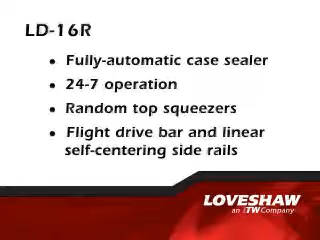 LD-16R
• Fully-automatic case sealer
• 24-7 operation
• Random top squeezers
• Flight drive bar and linear
self-centering side rails
LOVESHAW
an ITW Company